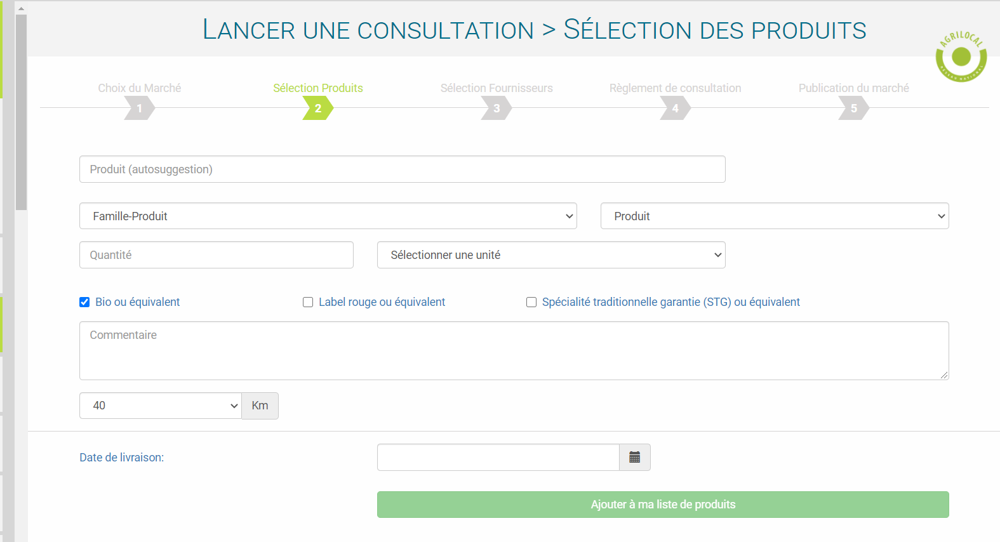 Lancer une consultation > Sélection des produits
AGRILOCAL
RÉSEAU NATIONAL
Choix du Marché
Sélection Produits
Sélection Fournisseurs
Règlement de consultation
Publication du marché
1
2
3
4
5
Produit (autosuggestion)
Famille-Produit
Produit
Quantité
Sélectionner une unité
Bio ou équivalent
Label rouge ou équivalent
Spécialité traditionnelle garantie (STG) ou équivalent
Commentaire
40
Km
Date de livraison:
Ajouter à ma liste de produits